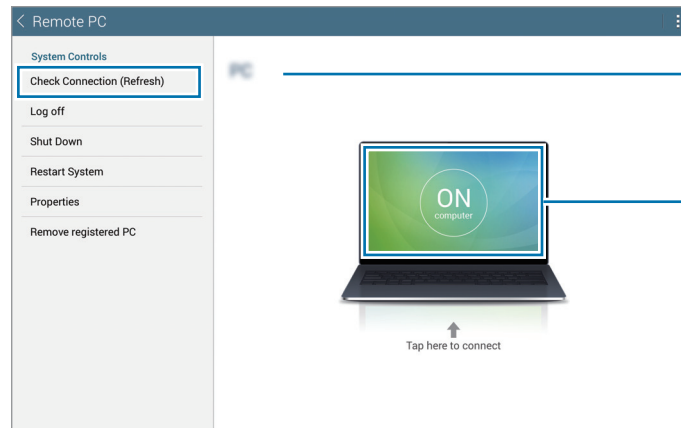 Remote PC
System Controls
Check Connection (Refresh)
Log off
Shut Down
Restart System
Properties
Remove registered PC
PC
ON
computer
Tap here to connect